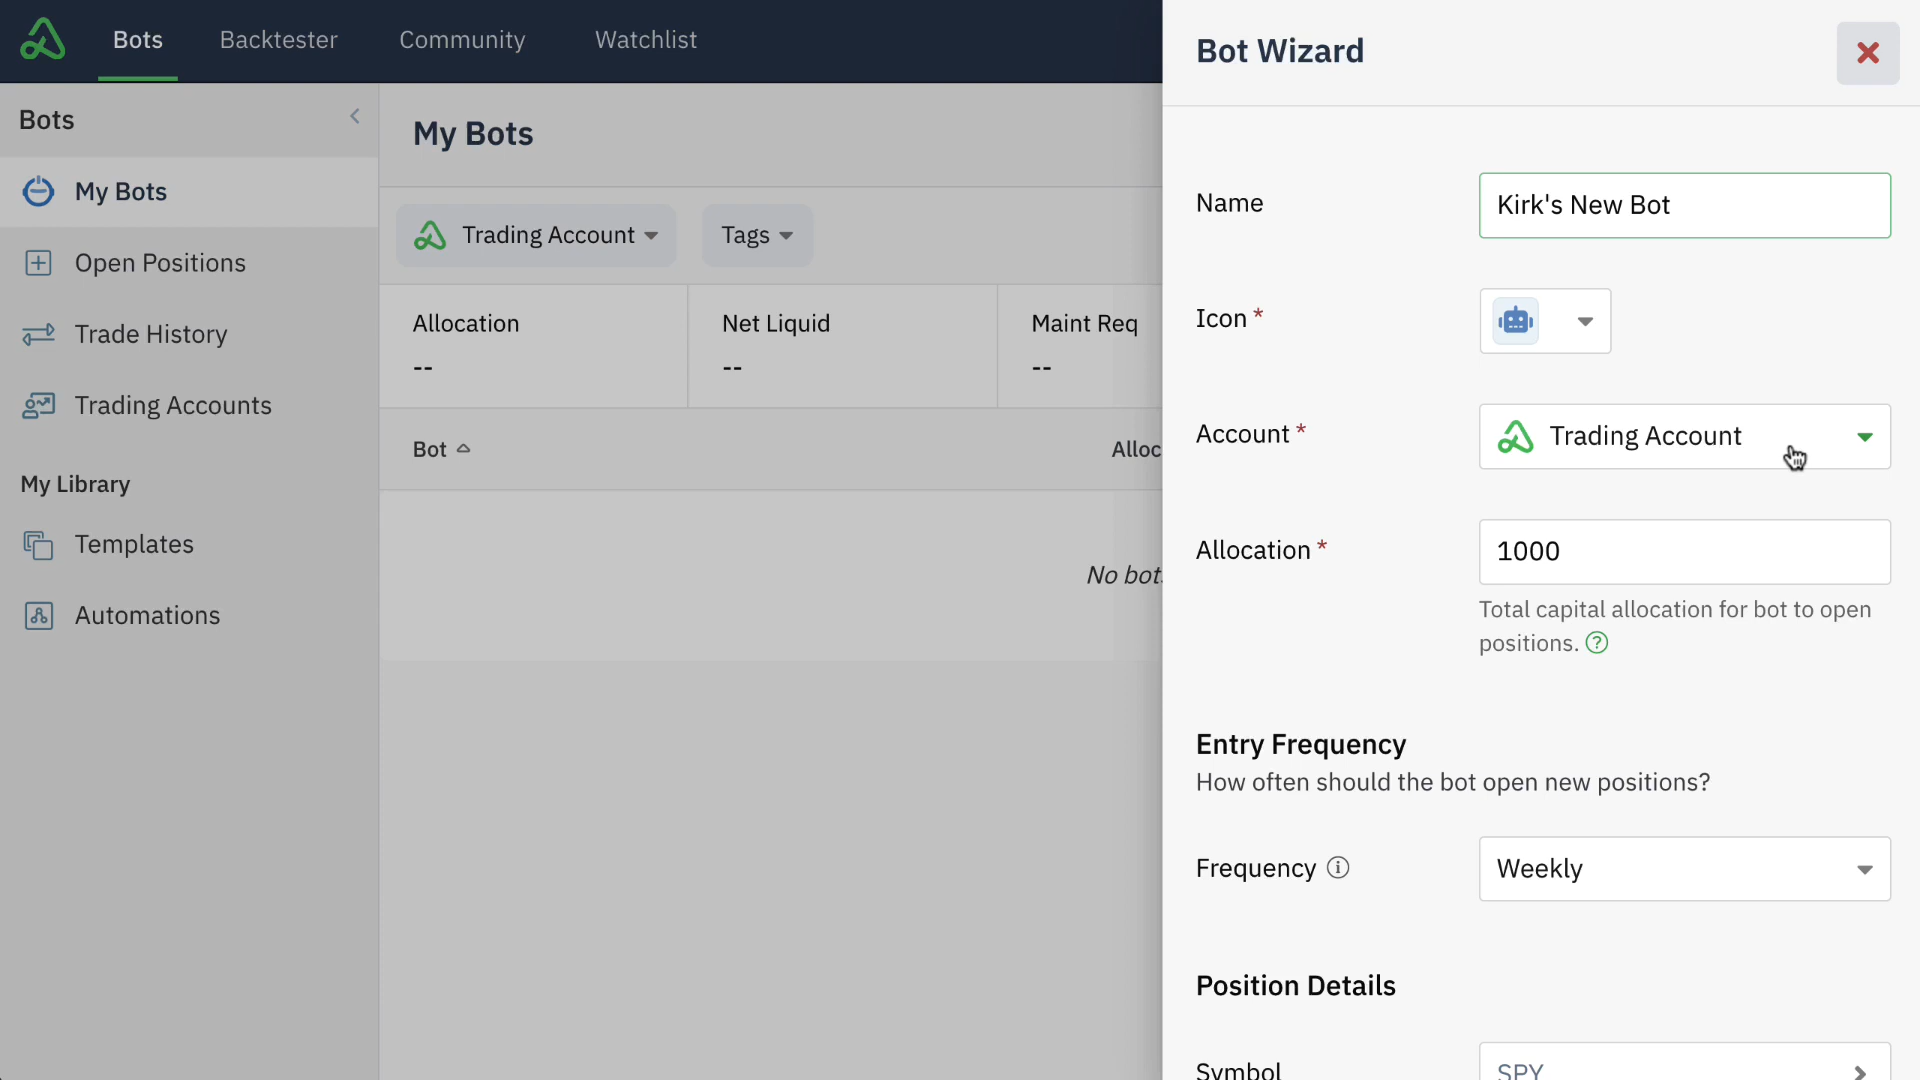 Bots
Backtester
Community
Watchlist
Bots
My Bots
Open Positions
Trade History
Trading Accounts
My Library
Templates
Automations
My Bots
Trading Account
Tags
Allocation
--
Net Liquid
--
Maint Req
--
Bot
Alloc
No bot
Bot Wizard
Name
Kirk's New Bot
Icon *
Account *
Trading Account
Allocation *
1000
Total capital allocation for bot to open
positions. ?
Entry Frequency
How often should the bot open new positions?
Frequency
Weekly
Position Details
Symbol
SPY